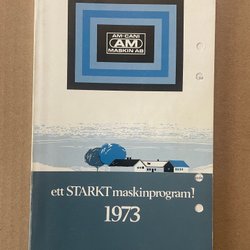 AM-CANI
AM
MASKIN AB
ett STARKT maskinprogram!
1973